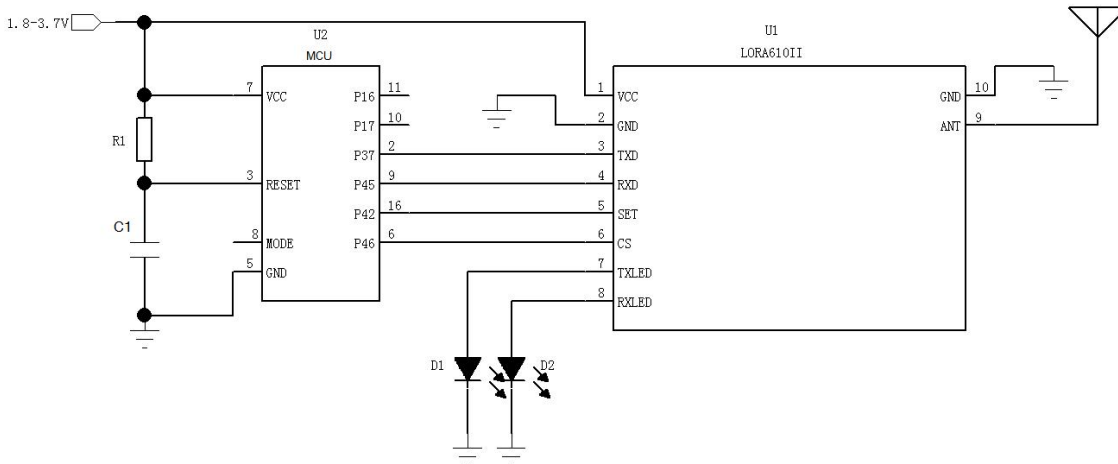 1.8-3.7V
U2
MCU
U1
LORA610II
7 VCC
P16 11
1 VCC
GND 10
P17 10
2 GND
ANT 9
R1
P37 2
3 TXD
3 RESET
P45 9
4 RXD
P42 16
5 SET
C1
8 MODE
P46 6
6 CS
5 GND
7 TXLED
8 RXLED
D1
D2